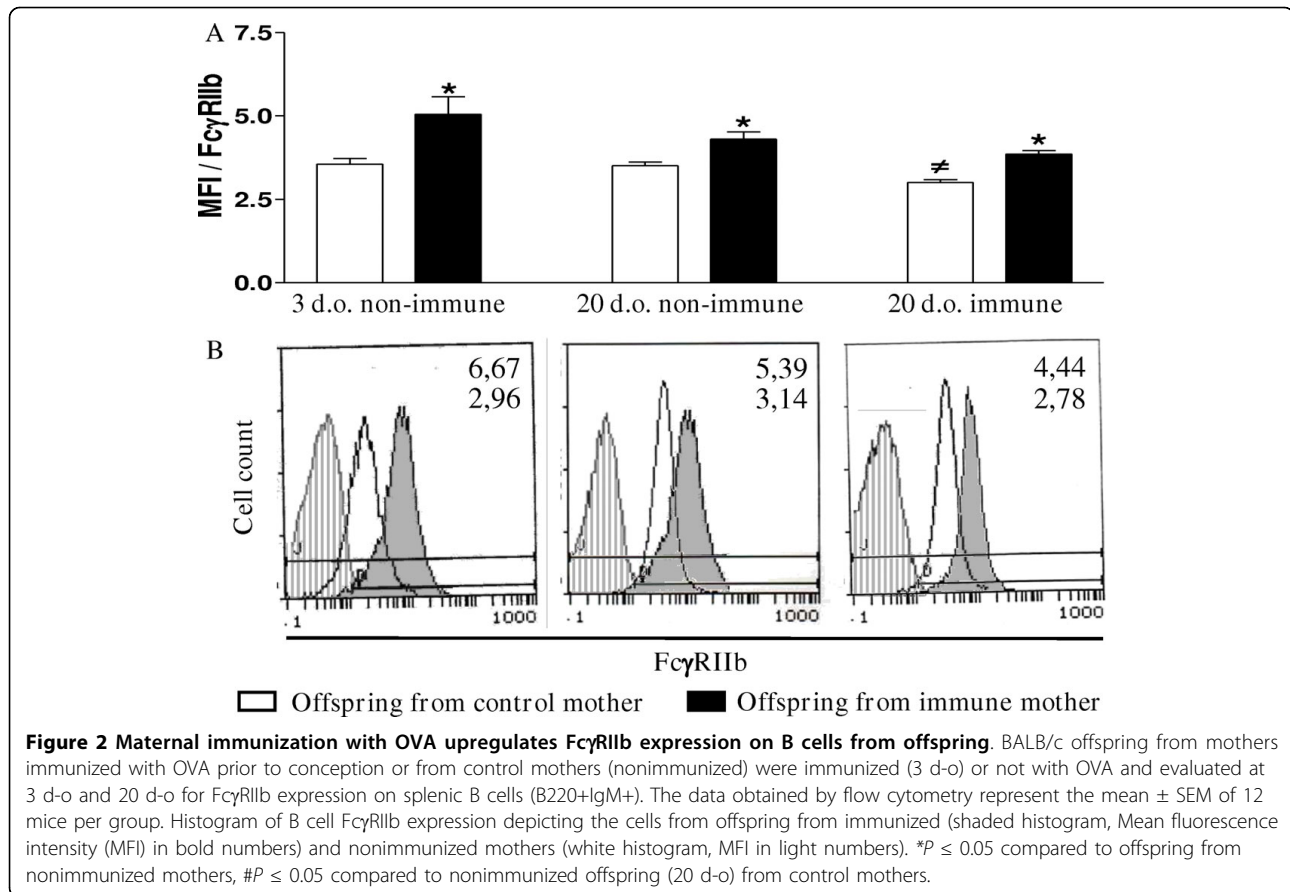 A
7.5
5.0
2.5
0.0
MFI / FcγRIIb
*
*
≠
*
3 d.o. non-immune
20 d.o. non-immune
20 d.o. immune
B
Cell count
6,67
2,96
5,39
3,14
4,44
2,78
.1
1000
.1
1000
.1
1000
FcγRIIb
Offspring from control mother
Offspring from immune mother
Figure 2 Maternal immunization with OVA upregulates FcγRIIb expression on B cells from offspring. BALB/c offspring from mothers
immunized with OVA prior to conception or from control mothers (nonimmunized) were immunized (3 d-o) or not with OVA and evaluated at
3 d-o and 20 d-o for FcγRIIb expression on splenic B cells (B220+IgM+). The data obtained by flow cytometry represent the mean ± SEM of 12
mice per group. Histogram of B cell FcγRIIb expression depicting the cells from offspring from immunized (shaded histogram, Mean fluorescence
intensity (MFI) in bold numbers) and nonimmunized mothers (white histogram, MFI in light numbers). *P ≤ 0.05 compared to offspring from
nonimmunized mothers, #P ≤ 0.05 compared to nonimmunized offspring (20 d-o) from control mothers.